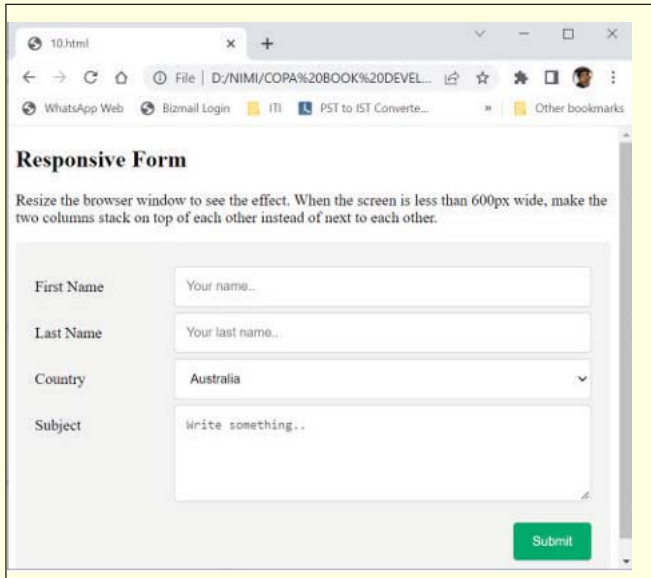 10.html
File | D:/NIMI/COPA%20BOOK%20DEVEL...
WhatsApp Web Bizmail Login ITI PST to IST Converte... » Other bookmarks
Responsive Form
Resize the browser window to see the effect. When the screen is less than 600px wide, make the
two columns stack on top of each other instead of next to each other.
First Name Your name..
Last Name Your last name..
Country Australia
Subject Write something..
Submit